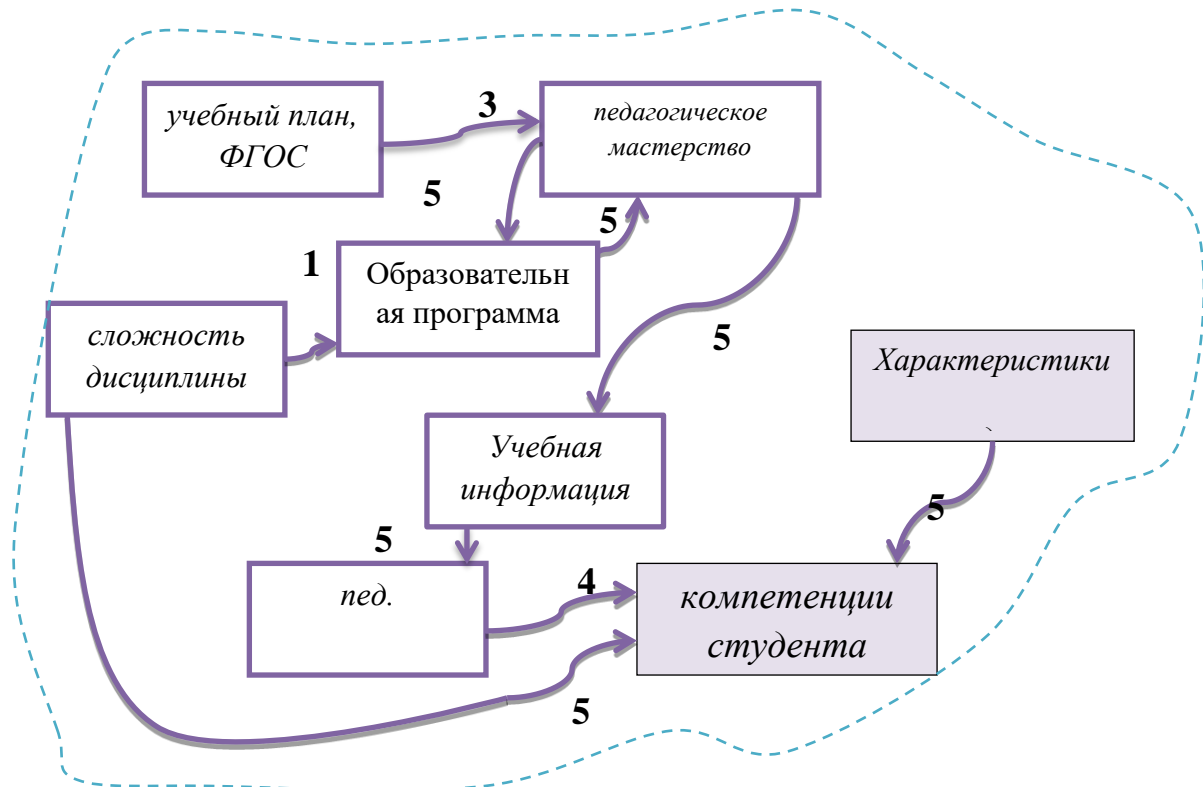 учебный план,
ФГОС
3
педагогическое
мастерство
5
5
1
Образовательн
ая программа
сложность
дисциплины
5
Характеристики
Учебная
информация
5
5
пед.
4
компетенции
студента
5